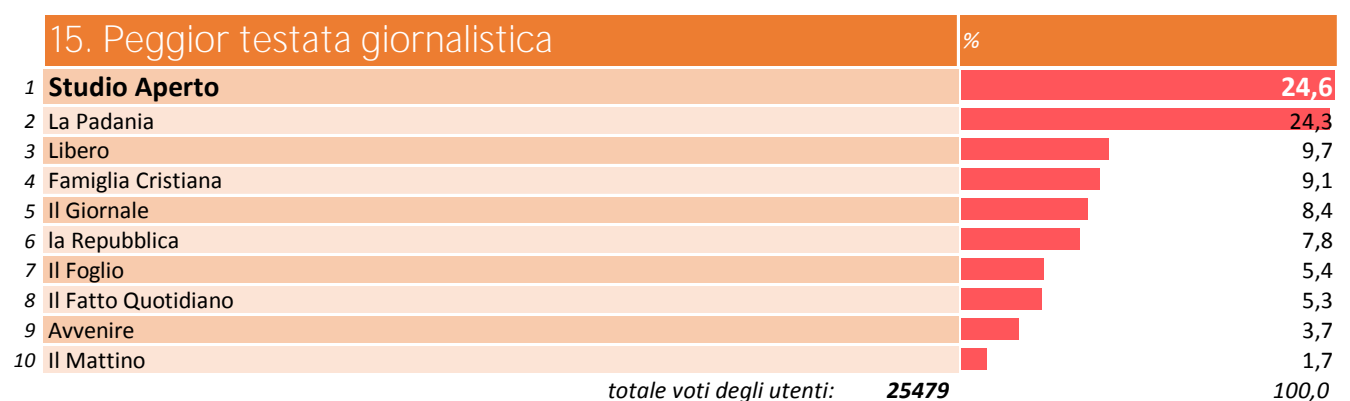 15. Peggior testata giornalistica %
1 Studio Aperto 24,6
2 La Padania 24,3
3 Libero 9,7
4 Famiglia Cristiana 9,1
5 Il Giornale 8,4
6 la Repubblica 7,8
7 Il Foglio 5,4
8 Il Fatto Quotidiano 5,3
9 Avvenire 3,7
10 Il Mattino 1,7
totale voti degli utenti: 25479 100,0